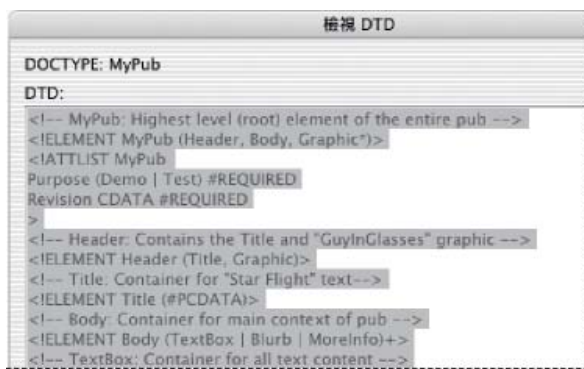 檢視 DTD
DOCTYPE: MyPub
DTD:
<!-- MyPub: Highest level (root) element of the entire pub -->
<!ELEMENT MyPub (Header, Body, Graphic*)>
<!ATTLIST MyPub
Purpose (Demo | Test) #REQUIRED
Revision CDATA #REQUIRED
>
<!-- Header: Contains the Title and "GuyInGlasses" graphic -->
<!ELEMENT Header (Title, Graphic)>
<!-- Title: Container for "Star Flight" text-->
<!ELEMENT Title (#PCDATA)>
<!-- Body: Container for main context of pub -->
<!ELEMENT Body (TextBox | Blurb | MoreInfo)+>
<!-- TextBox: Container for all text content -->